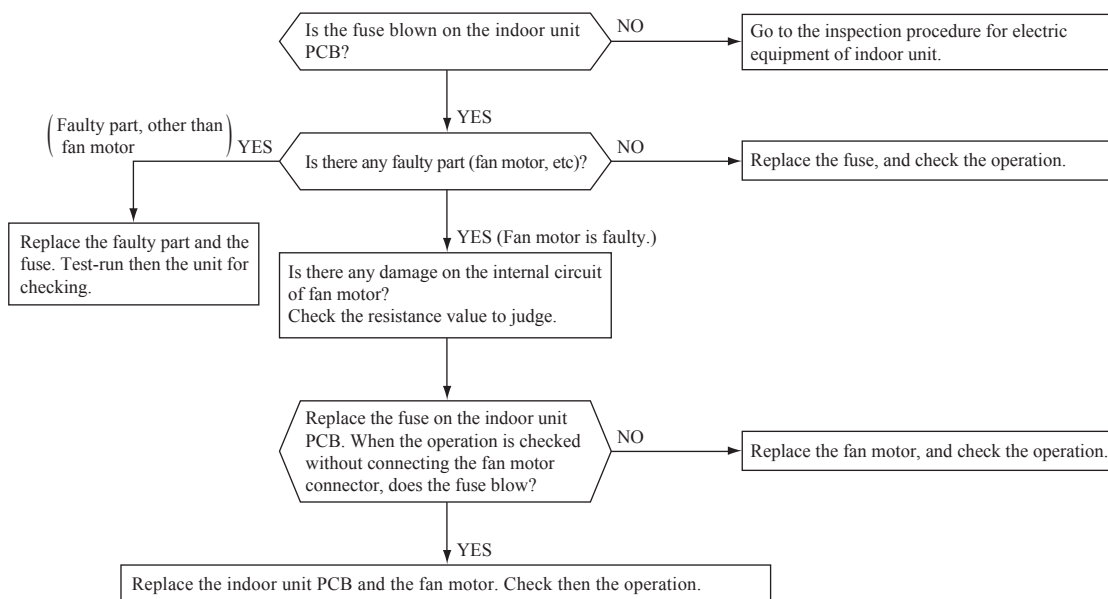 Is the fuse blown on the indoor unit
PCB?
NO
Go to the inspection procedure for electric
equipment of indoor unit.
YES
(Faulty part, other than
fan motor)
YES
Is there any faulty part (fan motor, etc)?
NO
Replace the fuse, and check the operation.
Replace the faulty part and the
fuse. Test-run then the unit for
checking.
YES (Fan motor is faulty.)
Is there any damage on the internal circuit
of fan motor?
Check the resistance value to judge.
Replace the fuse on the indoor unit
PCB. When the operation is checked
without connecting the fan motor
connector, does the fuse blow?
NO
Replace the fan motor, and check the operation.
YES
Replace the indoor unit PCB and the fan motor. Check then the operation.